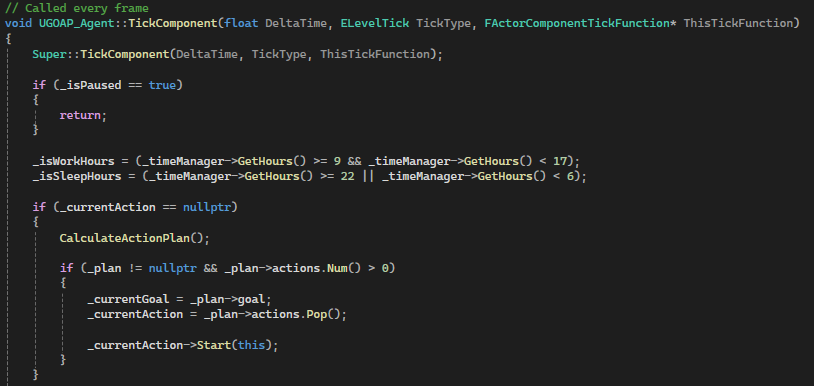 // Called every frame
void UGOAP_Agent::TickComponent(float DeltaTime, ELevelTick TickType, FActorComponentTickFunction* ThisTickFunction)
{
    Super::TickComponent(DeltaTime, TickType, ThisTickFunction);

    if (_isPaused == true)
    {
        return;
    }

    _isWorkHours = (_timeManager->GetHours() >= 9 && _timeManager->GetHours() < 17);
    _isSleepHours = (_timeManager->GetHours() >= 22 || _timeManager->GetHours() < 6);

    if (_currentAction == nullptr)
    {
        CalculateActionPlan();

        if (_plan != nullptr && _plan->actions.Num() > 0)
        {
            _currentGoal = _plan->goal;
            _currentAction = _plan->actions.Pop();

            _currentAction->Start(this);
        }
    }